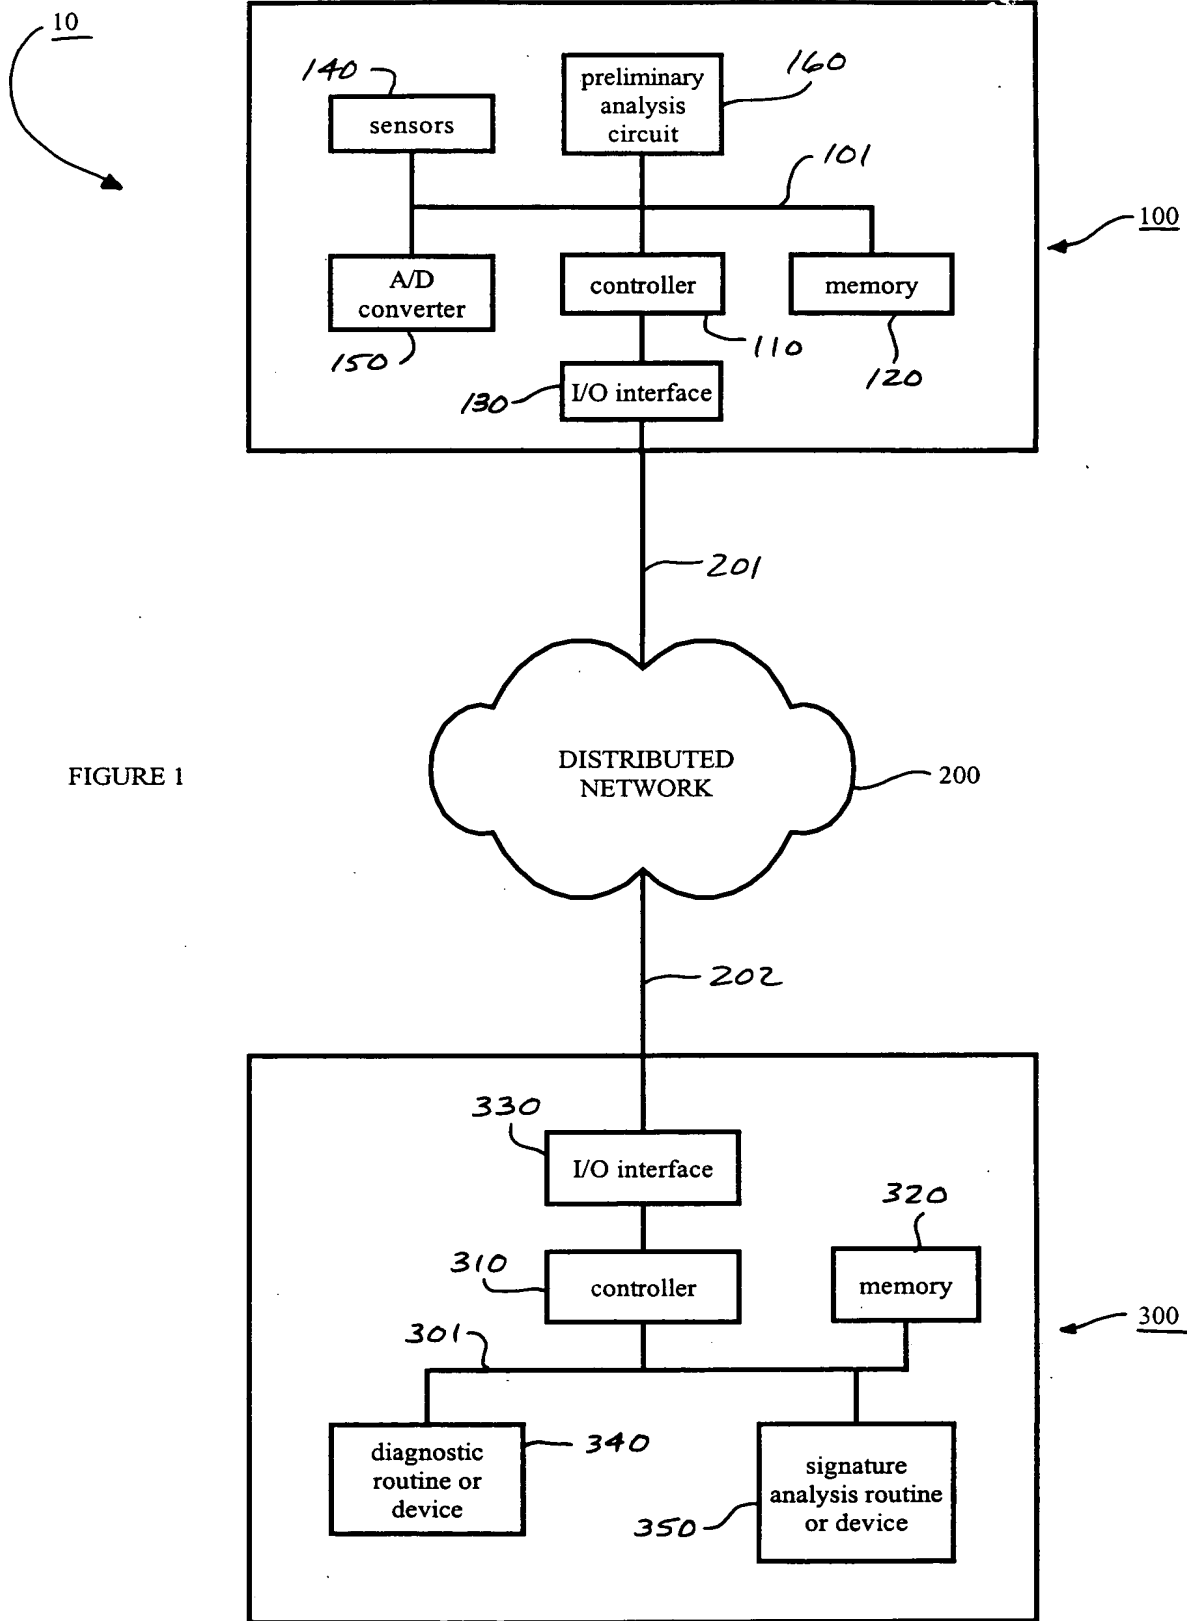 10
140
sensors
preliminary
analysis
circuit
160
101
100
A/D
converter
150
controller
110
memory
120
130
I/O interface
201
DISTRIBUTED
NETWORK
200
FIGURE 1
202
330
I/O interface
320
310
controller
memory
300
301
diagnostic
routine or
device
340
signature
analysis routine
or device
350